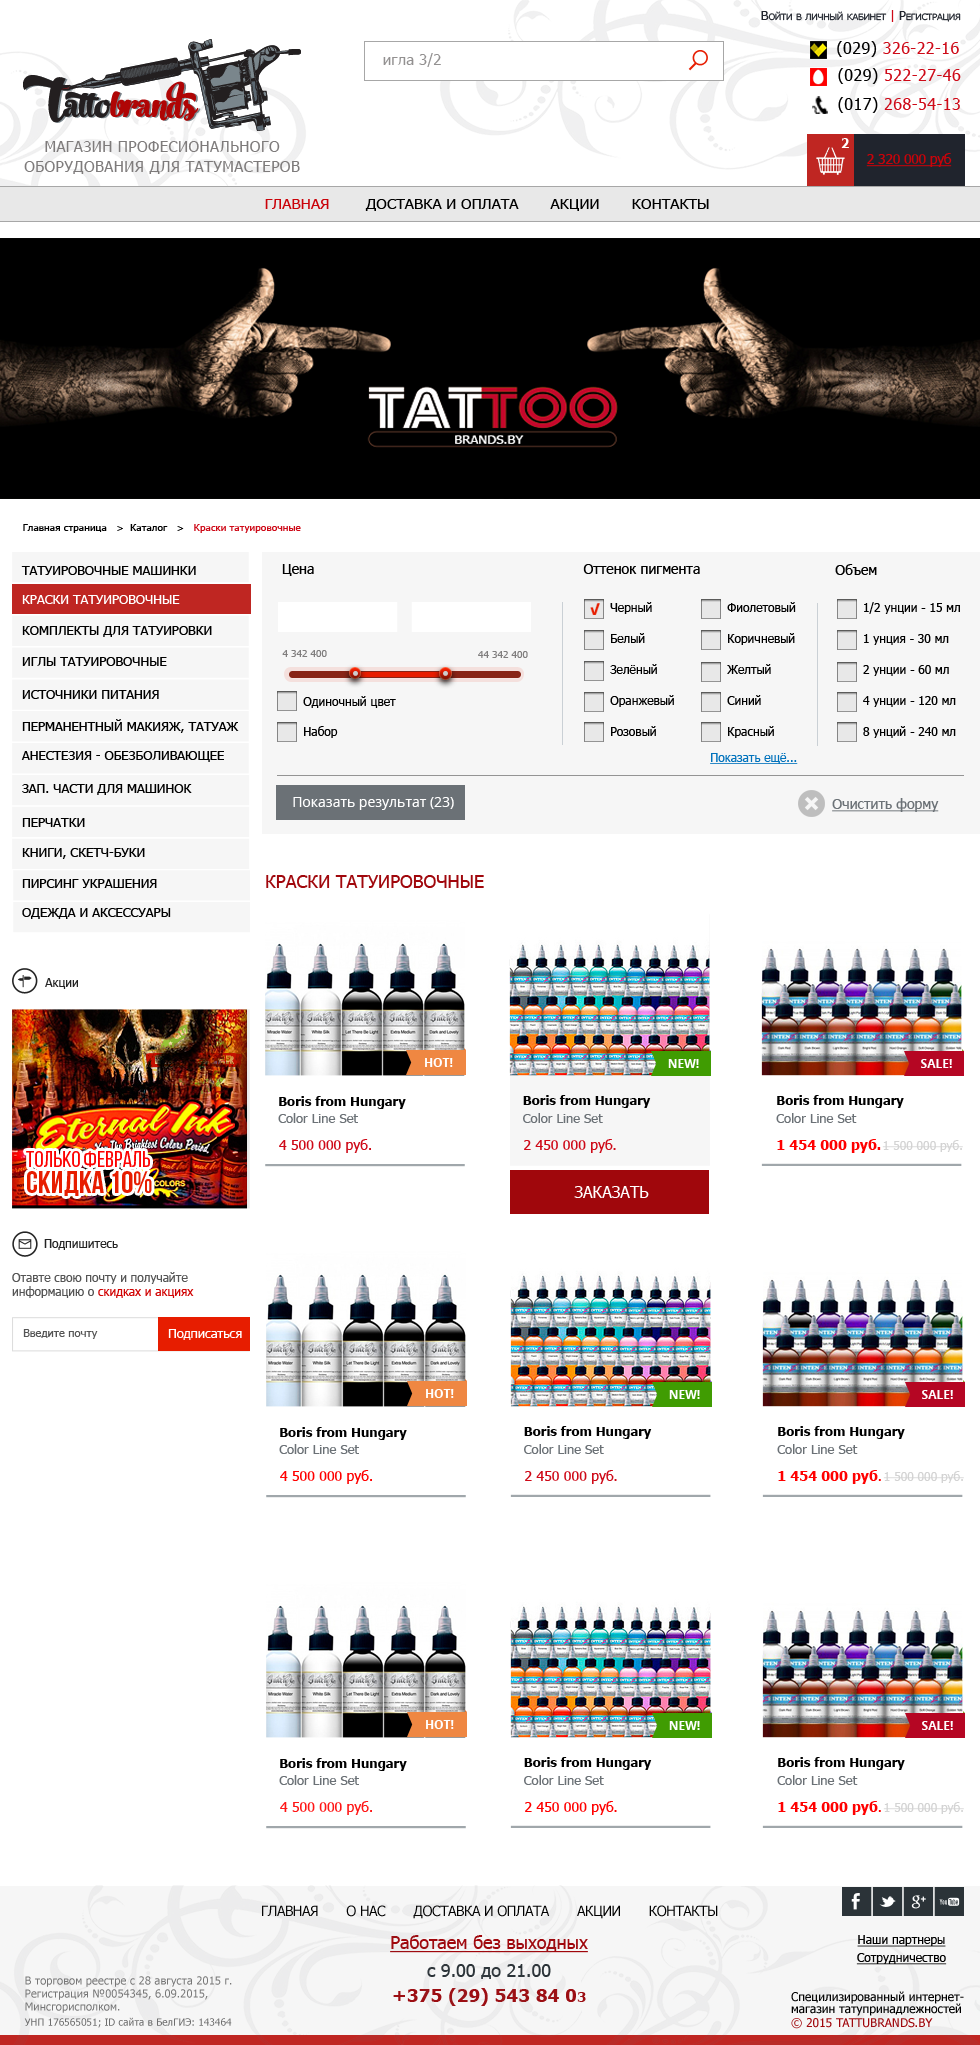 Войти в личный кабинет | Регистрация
Tattobrands
МАГАЗИН ПРОФЕСИОНАЛЬНОГО
ОБОРУДОВАНИЯ ДЛЯ ТАТУМАСТЕРОВ
игла 3/2
(029) 326-22-16
(029) 522-27-46
(017) 268-54-13
2
2 320 000 руб
ГЛАВНАЯ ДОСТАВКА И ОПЛАТА АКЦИИ КОНТАКТЫ
TATTOO
BRANDS.BY
Главная страница > Каталог > Краски татуировочные
ТАТУИРОВОЧНЫЕ МАШИНКИ
КРАСКИ ТАТУИРОВОЧНЫЕ
КОМПЛЕКТЫ ДЛЯ ТАТУИРОВКИ
ИГЛЫ ТАТУИРОВОЧНЫЕ
ИСТОЧНИКИ ПИТАНИЯ
ПЕРМАНЕНТНЫЙ МАКИЯЖ, ТАТУАЖ
АНЕСТЕЗИЯ - ОБЕЗБОЛИВАЮЩЕЕ
ЗАП. ЧАСТИ ДЛЯ МАШИНОК
ПЕРЧАТКИ
КНИГИ, СКЕТЧ-БУКИ
ПИРСИНГ УКРАШЕНИЯ
ОДЕЖДА И АКСЕССУАРЫ
Цена
4 342 400 44 342 400
Одиночный цвет
Набор
Оттенок пигмента
Черный Фиолетовый
Белый Коричневый
Зелёный Желтый
Оранжевый Синий
Розовый Красный
Показать ещё...
Объем
1/2 унции - 15 мл
1 унция - 30 мл
2 унции - 60 мл
4 унции - 120 мл
8 унций - 240 мл
Показать результат (23)
Очистить форму
Акции
Eternal Ink
The Brightest Colors Period.
ТОЛЬКО ФЕВРАЛЬ
СКИДКА 10%
COLORS
Подпишитесь
Отавте свою почту и получайте
информацию о скидках и акциях
Введите почту
Подписаться
КРАСКИ ТАТУИРОВОЧНЫЕ
HOT! NEW! SALE!
Boris from Hungary Boris from Hungary Boris from Hungary
Color Line Set Color Line Set Color Line Set
4 500 000 руб. 2 450 000 руб. 1 454 000 руб. 1 500 000 руб.
ЗАКАЗАТЬ
HOT! NEW! SALE!
Boris from Hungary Boris from Hungary Boris from Hungary
Color Line Set Color Line Set Color Line Set
4 500 000 руб. 2 450 000 руб. 1 454 000 руб. 1 500 000 руб.
HOT! NEW! SALE!
Boris from Hungary Boris from Hungary Boris from Hungary
Color Line Set Color Line Set Color Line Set
4 500 000 руб. 2 450 000 руб. 1 454 000 руб. 1 500 000 руб.
ГЛАВНАЯ О НАС ДОСТАВКА И ОПЛАТА АКЦИИ КОНТАКТЫ
Работаем без выходных
с 9.00 до 21.00
+375 (29) 543 84 03
В торговом реестре с 28 августа 2015 г.
Регистрация №0054345, 6.09.2015,
Минсгорисполком.
УНП 176565051; ID сайта в БелГИЭ: 143464
Наши партнеры
Сотрудничество
Специлизированный интернет-
магазин татупринадлежностей
© 2015 TATTUBRANDS.BY